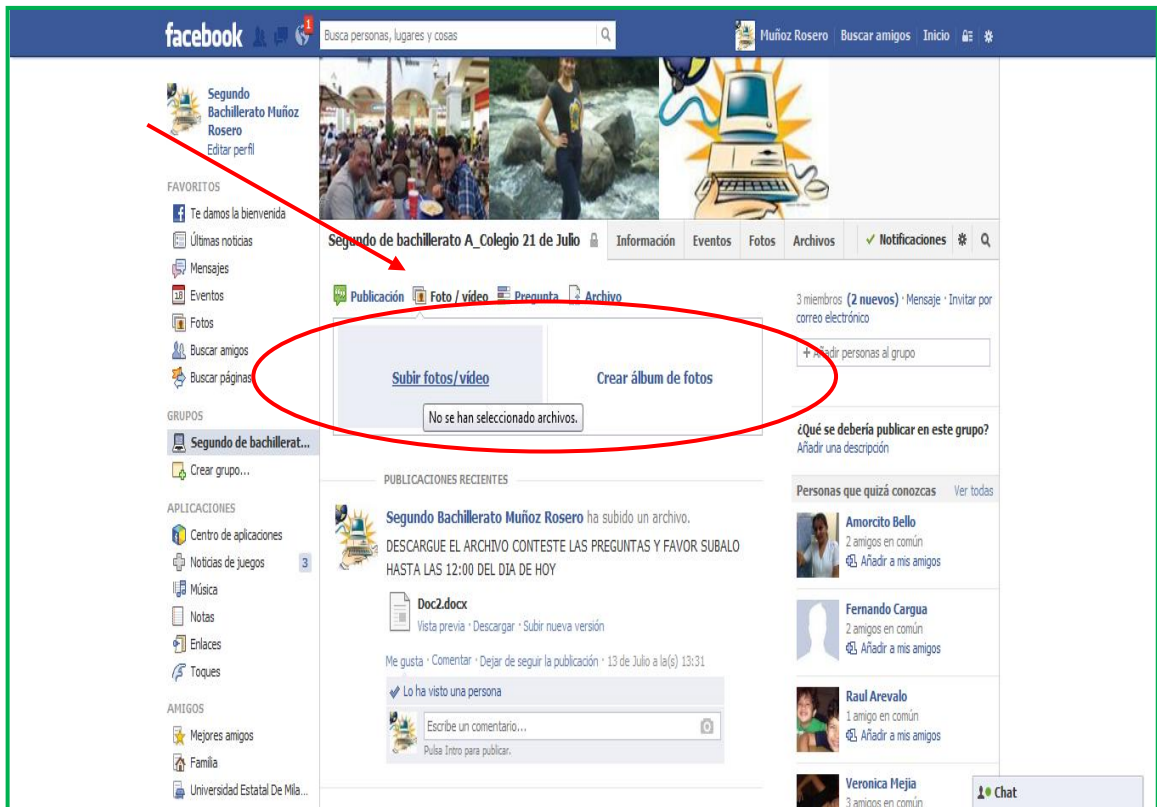 facebook
1
Busca personas, lugares y cosas
Muñoz Rosero
Buscar amigos
Inicio
Segundo
Bachillerato Muñoz
Rosero
Editar perfil
FAVORITOS
Te damos la bienvenida
Últimas noticias
Mensajes
18 Eventos
Fotos
Buscar amigos
Buscar páginas
GRUPOS
Segundo de bachillerat...
Crear grupo...
APLICACIONES
Centro de aplicaciones
Noticias de juegos 3
Música
Notas
Enlaces
Toques
AMIGOS
Mejores amigos
Familia
Universidad Estatal De Mila...
Segundo de bachillerato A_Colegio 21 de Julio
Información
Eventos
Fotos
Archivos
✓ Notificaciones
Publicación
Foto / vídeo
Pregunta
Archivo
Subir fotos/vídeo
Crear álbum de fotos
No se han seleccionado archivos.
PUBLICACIONES RECIENTES
Segundo Bachillerato Muñoz Rosero ha subido un archivo.
DESCARGUE EL ARCHIVO CONTESTE LAS PREGUNTAS Y FAVOR SUBALO
HASTA LAS 12:00 DEL DIA DE HOY
Doc2.docx
Vista previa · Descargar · Subir nueva versión
Me gusta · Comentar · Dejar de seguir la publicación · 13 de Julio a la(s) 13:31
Lo ha visto una persona
Escribe un comentario...
Pulsa Intro para publicar.
3 miembros (2 nuevos) · Mensaje · Invitar por
correo electrónico
+ Añadir personas al grupo
¿Qué se debería publicar en este grupo?
Añadir una descripción
Personas que quizá conozcas
Ver todas
Amorcito Bello
2 amigos en común
Añadir a mis amigos
Fernando Cargua
2 amigos en común
Añadir a mis amigos
Raul Arevalo
1 amigo en común
Añadir a mis amigos
Veronica Mejia
3 amigos en común
Chat